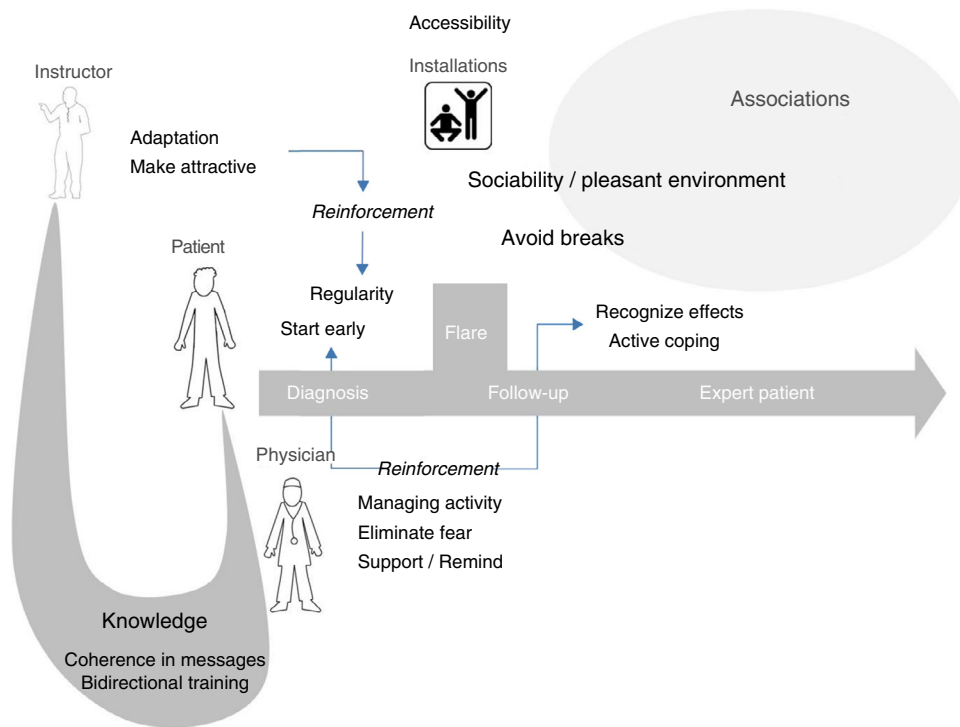 Accessibility
Installations
Instructor
Associations
Adaptation
Make attractive
Sociability / pleasant environment
Reinforcement
Avoid breaks
Patient
Regularity
Start early
Flare
Recognize effects
Active coping
Diagnosis
Follow-up
Expert patient
Physician
Reinforcement
Managing activity
Eliminate fear
Support / Remind
Knowledge
Coherence in messages
Bidirectional training